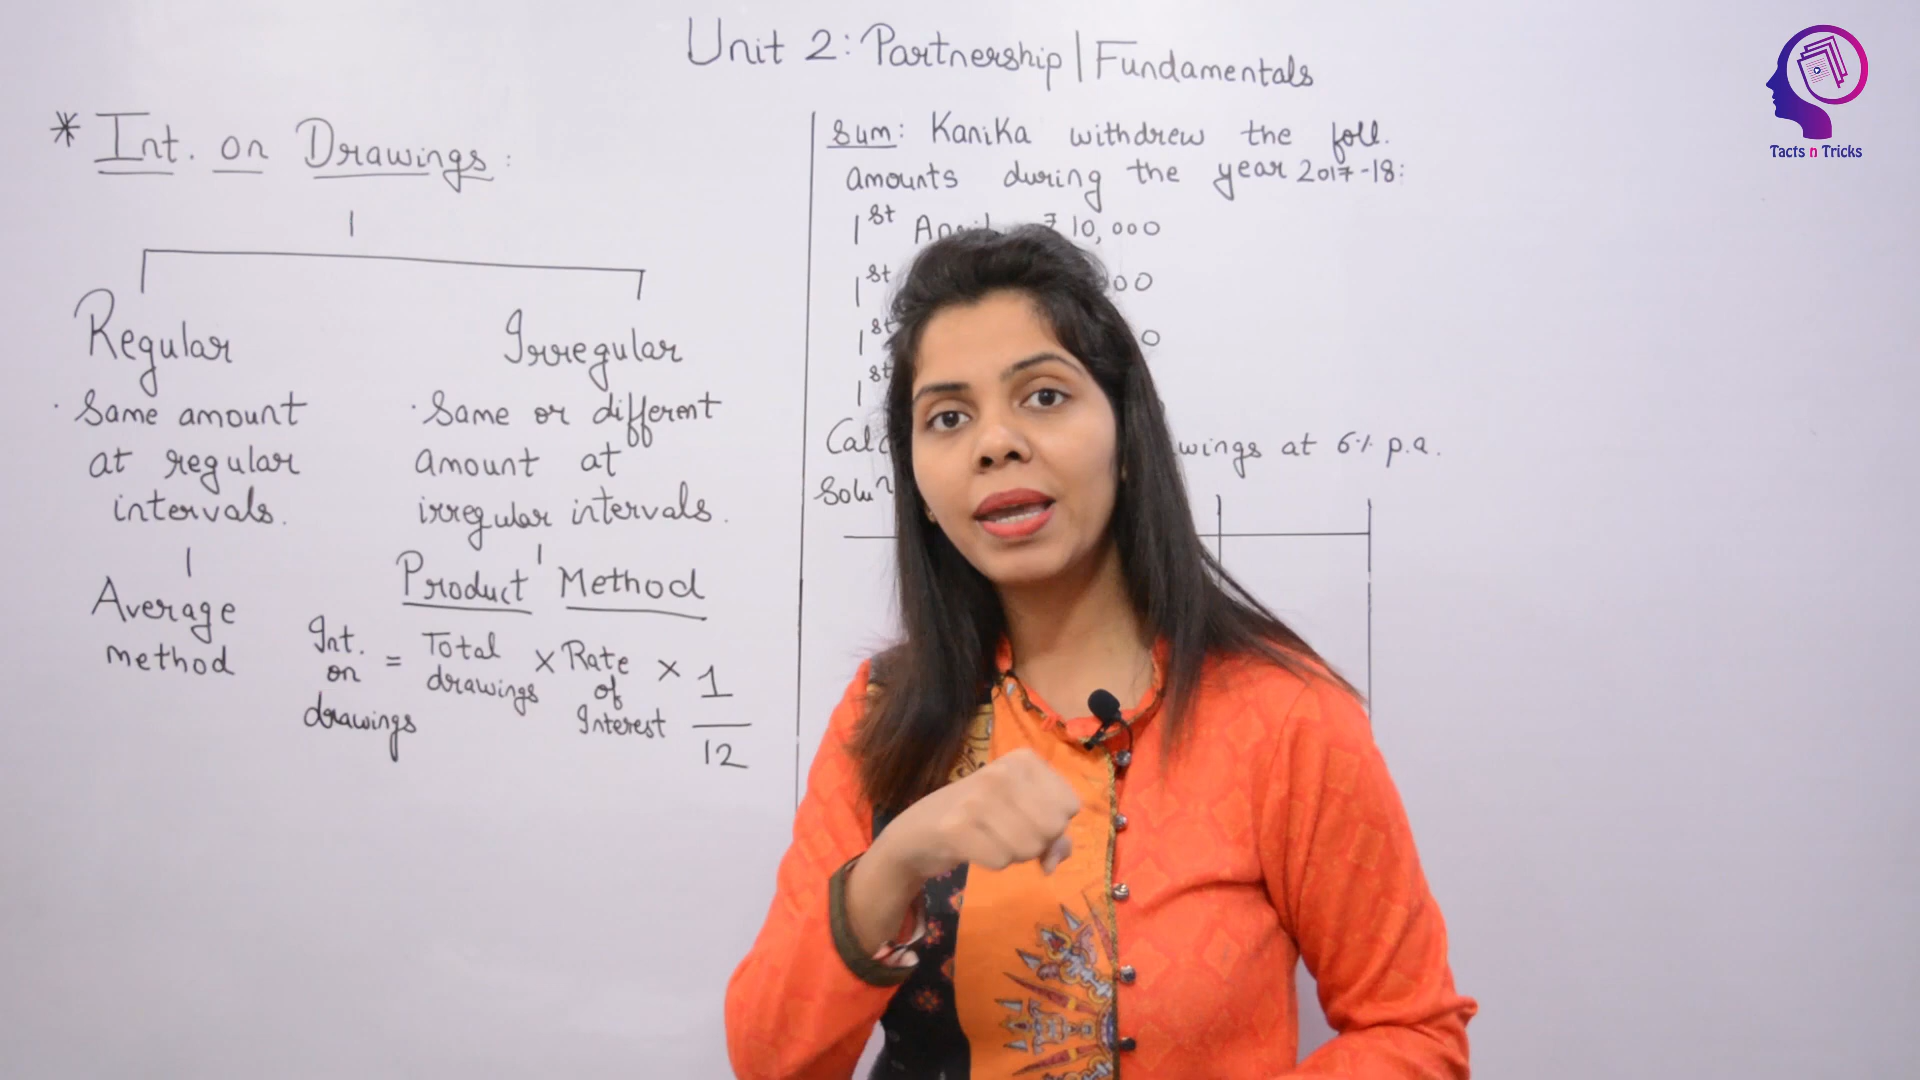 Unit 2: Partnership | Fundamentals
Tacts n Tricks
* Int. on Drawings:
Regular
· Same amount
at regular
intervals.
Average
method
Irregular
· Same or different
amount at
irregular intervals.
Product Method
Int. on drawings = Total drawings × Rate of Interest × 1/12
Sum: Kanika withdrew the foll.
amounts during the year 2017-18:
1st April ₹ 10,000
1st
1st
1st
at 6% p.a.
Soln